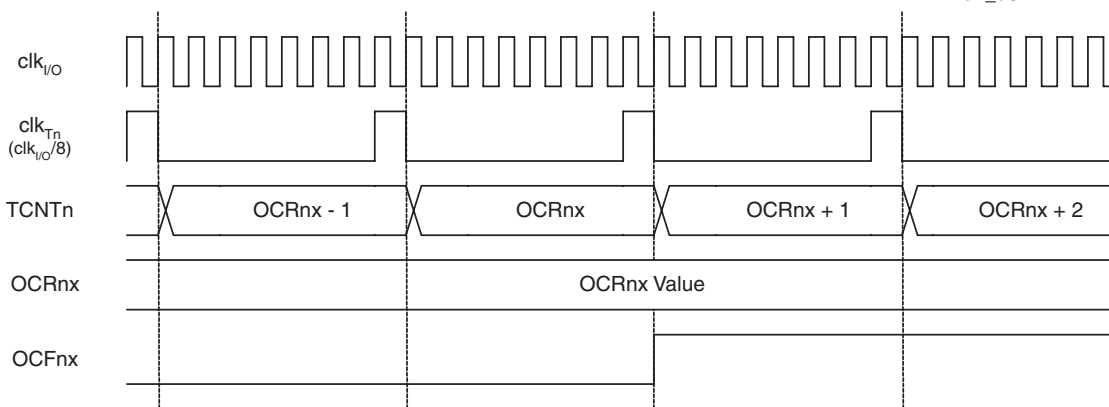 clkI/O
clkTn
(clkI/O/8)
TCNTn
OCRnx - 1
OCRnx
OCRnx + 1
OCRnx + 2
OCRnx
OCRnx Value
OCFnx